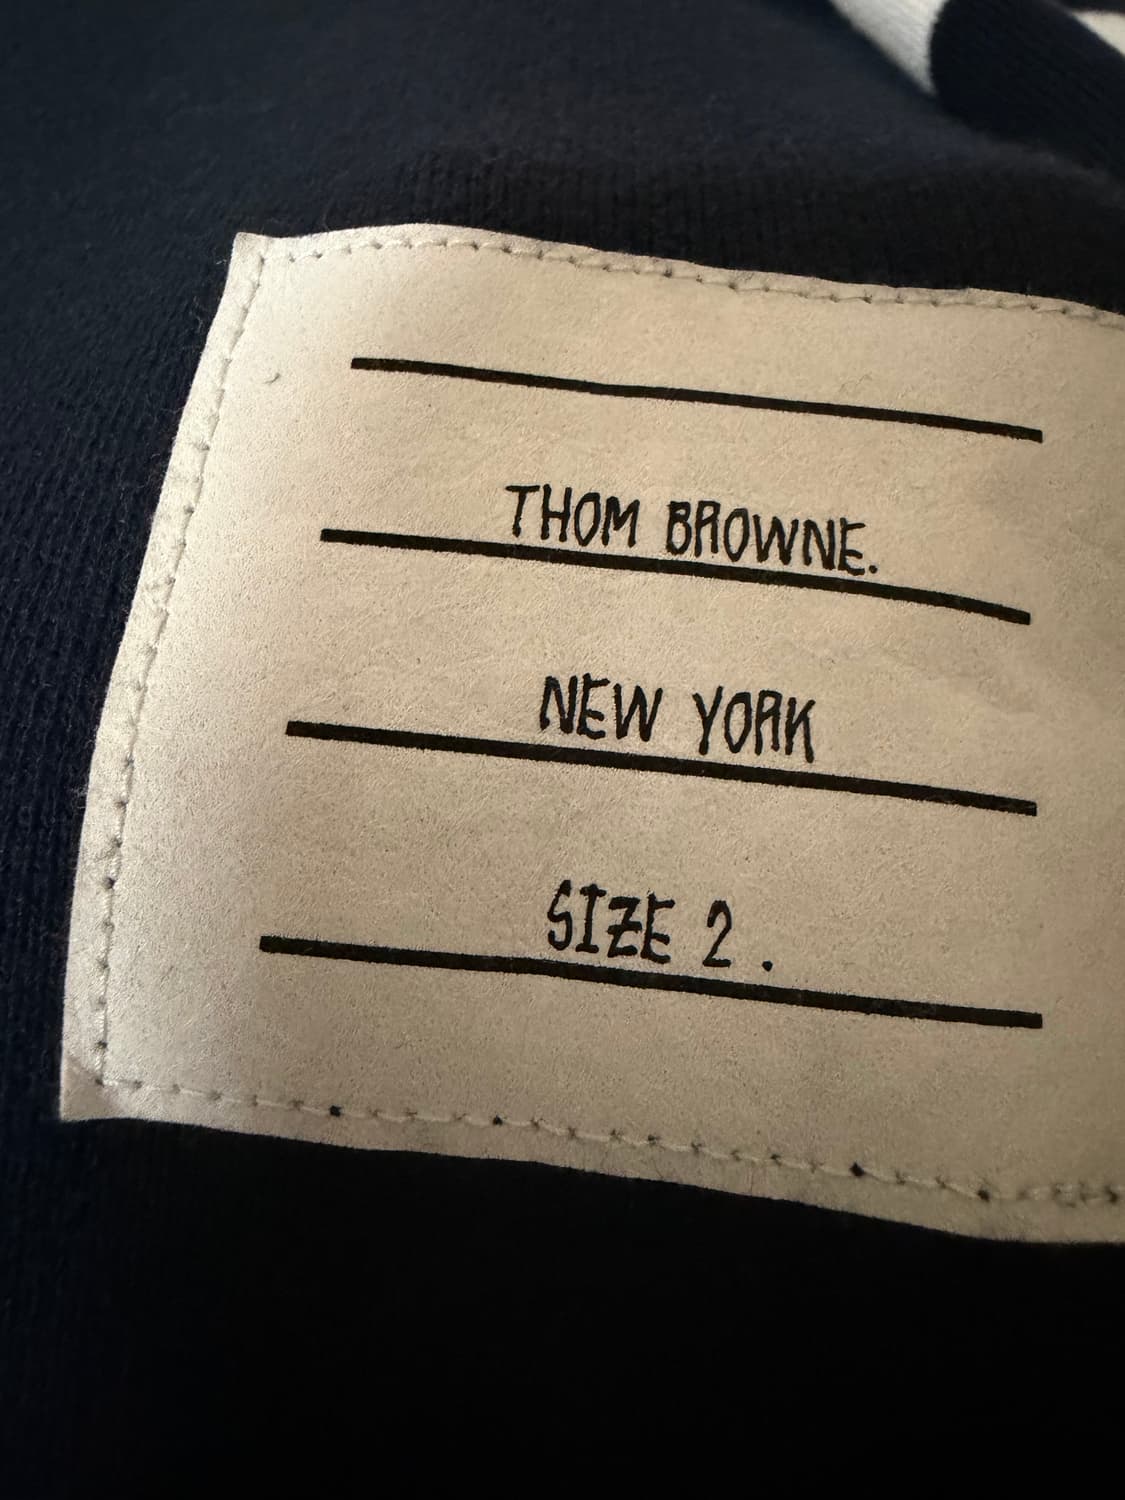 THOM BROWNE.
NEW YORK
SIZE 2 .